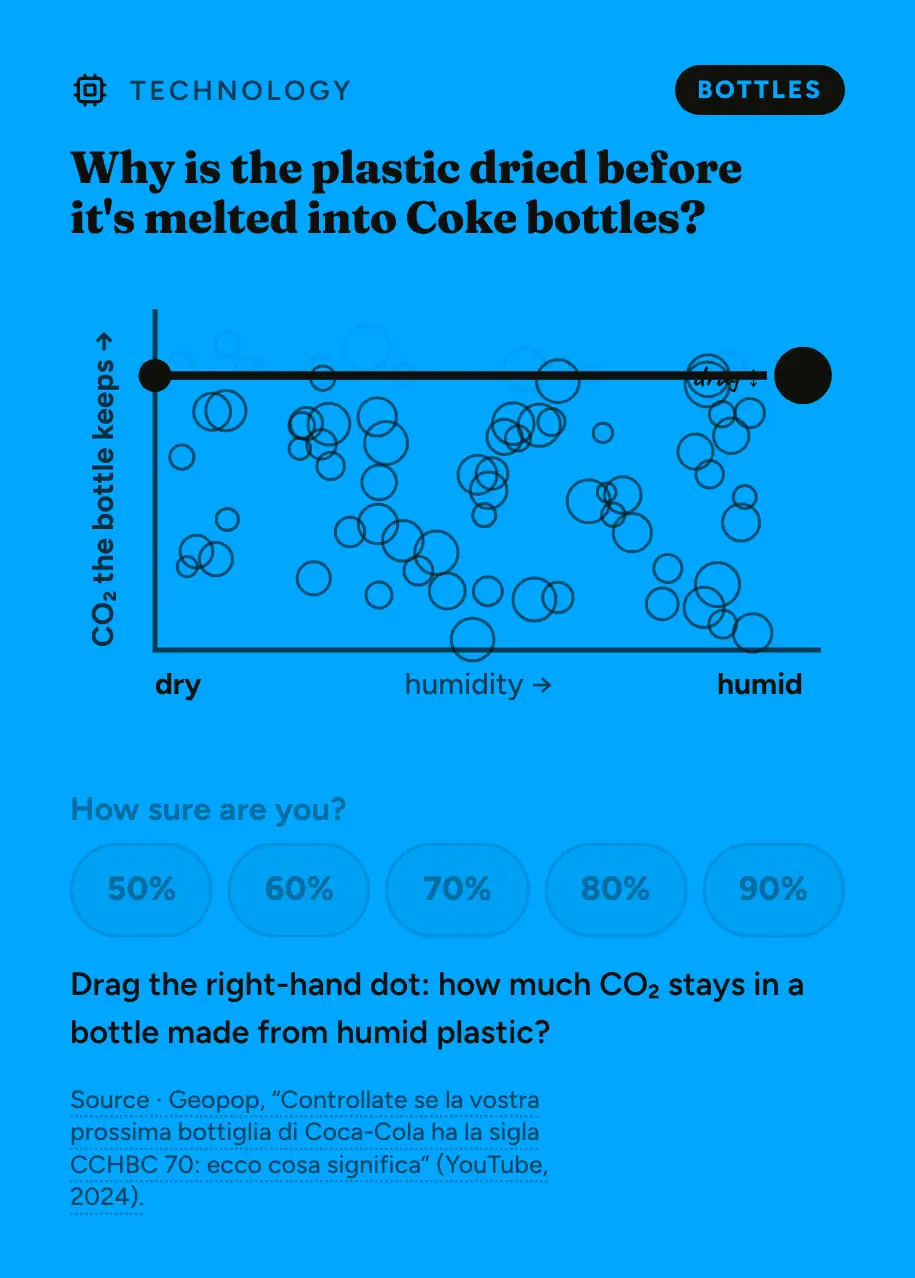 TECHNOLOGY
BOTTLES
Why is the plastic dried before
it's melted into Coke bottles?
CO₂ the bottle keeps →
drag ↕
dry
humidity →
humid
How sure are you?
50%
60%
70%
80%
90%
Drag the right-hand dot: how much CO₂ stays in a
bottle made from humid plastic?
Source · Geopop, “Controllate se la vostra
prossima bottiglia di Coca-Cola ha la sigla
CCHBC 70: ecco cosa significa” (YouTube,
2024).